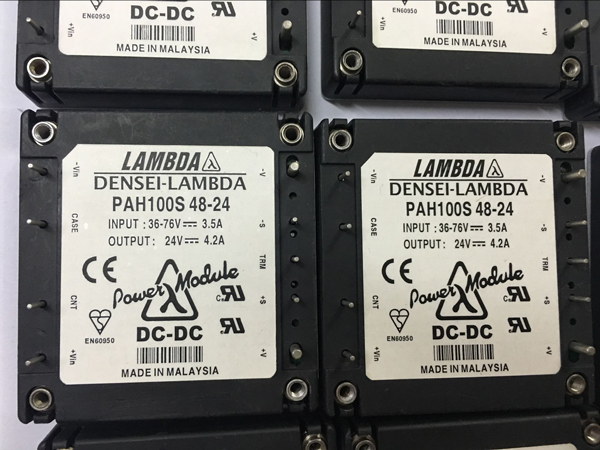 +Vin
EN60950
DC-DC
MADE IN MALAYSIA
+V
+Vin
EN60950
DC-DC
MADE IN MALAYSIA
+V
LAMBDA
DENSEI-LAMBDA
PAH100S 48-24
INPUT : 36-76V 3.5A
OUTPUT : 24V 4.2A
CE
Power Module
DC-DC
EN60950
MADE IN MALAYSIA
-Vin
CASE
CNT
+Vin
-V
-S
TRM
+S
+V
LAMBDA
DENSEI-LAMBDA
PAH100S 48-24
INPUT : 36-76V 3.5A
OUTPUT : 24V 4.2A
CE
Power Module
DC-DC
EN60950
MADE IN MALAYSIA
-Vin
CASE
CNT
+Vin
-V
-S
TRM
+S
+V